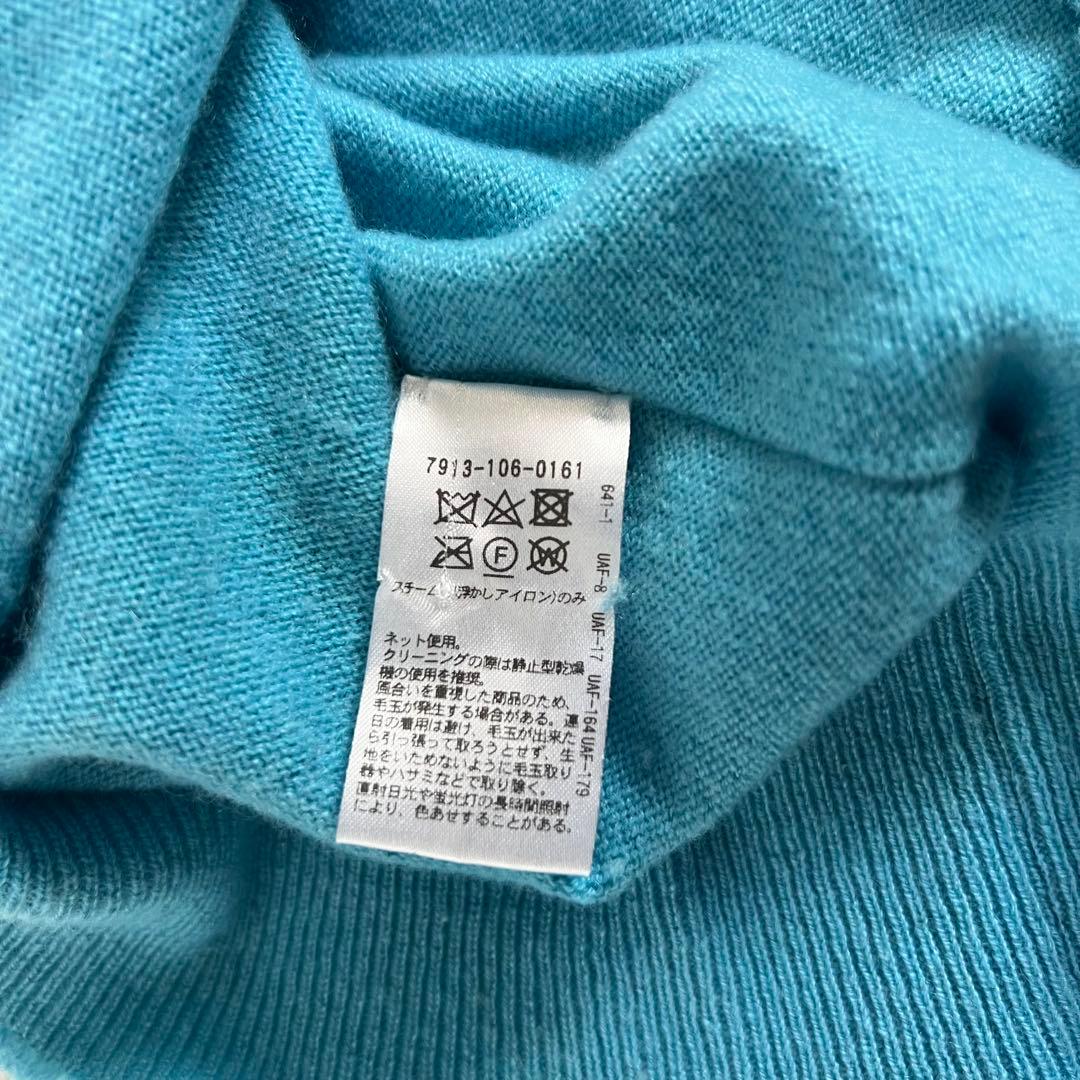 7913-106-0161
F
W
スチーム(浮かしアイロン)のみ
ネット使用。
クリーニングの際は静止型乾燥
機の使用を推奨。
風合いを重視した商品のため、
毛玉が発生する場合がある。連
日の着用は避け、毛玉が出来た
ら引っ張って取ろうとせず、生
地をいためないように毛玉取り
器やハサミなどで取り除く。
直射日光や蛍光灯の長時間照射
により、色あせすることがある。
641-1 UAF-8 UAF-17 UAF-164 UAF-179